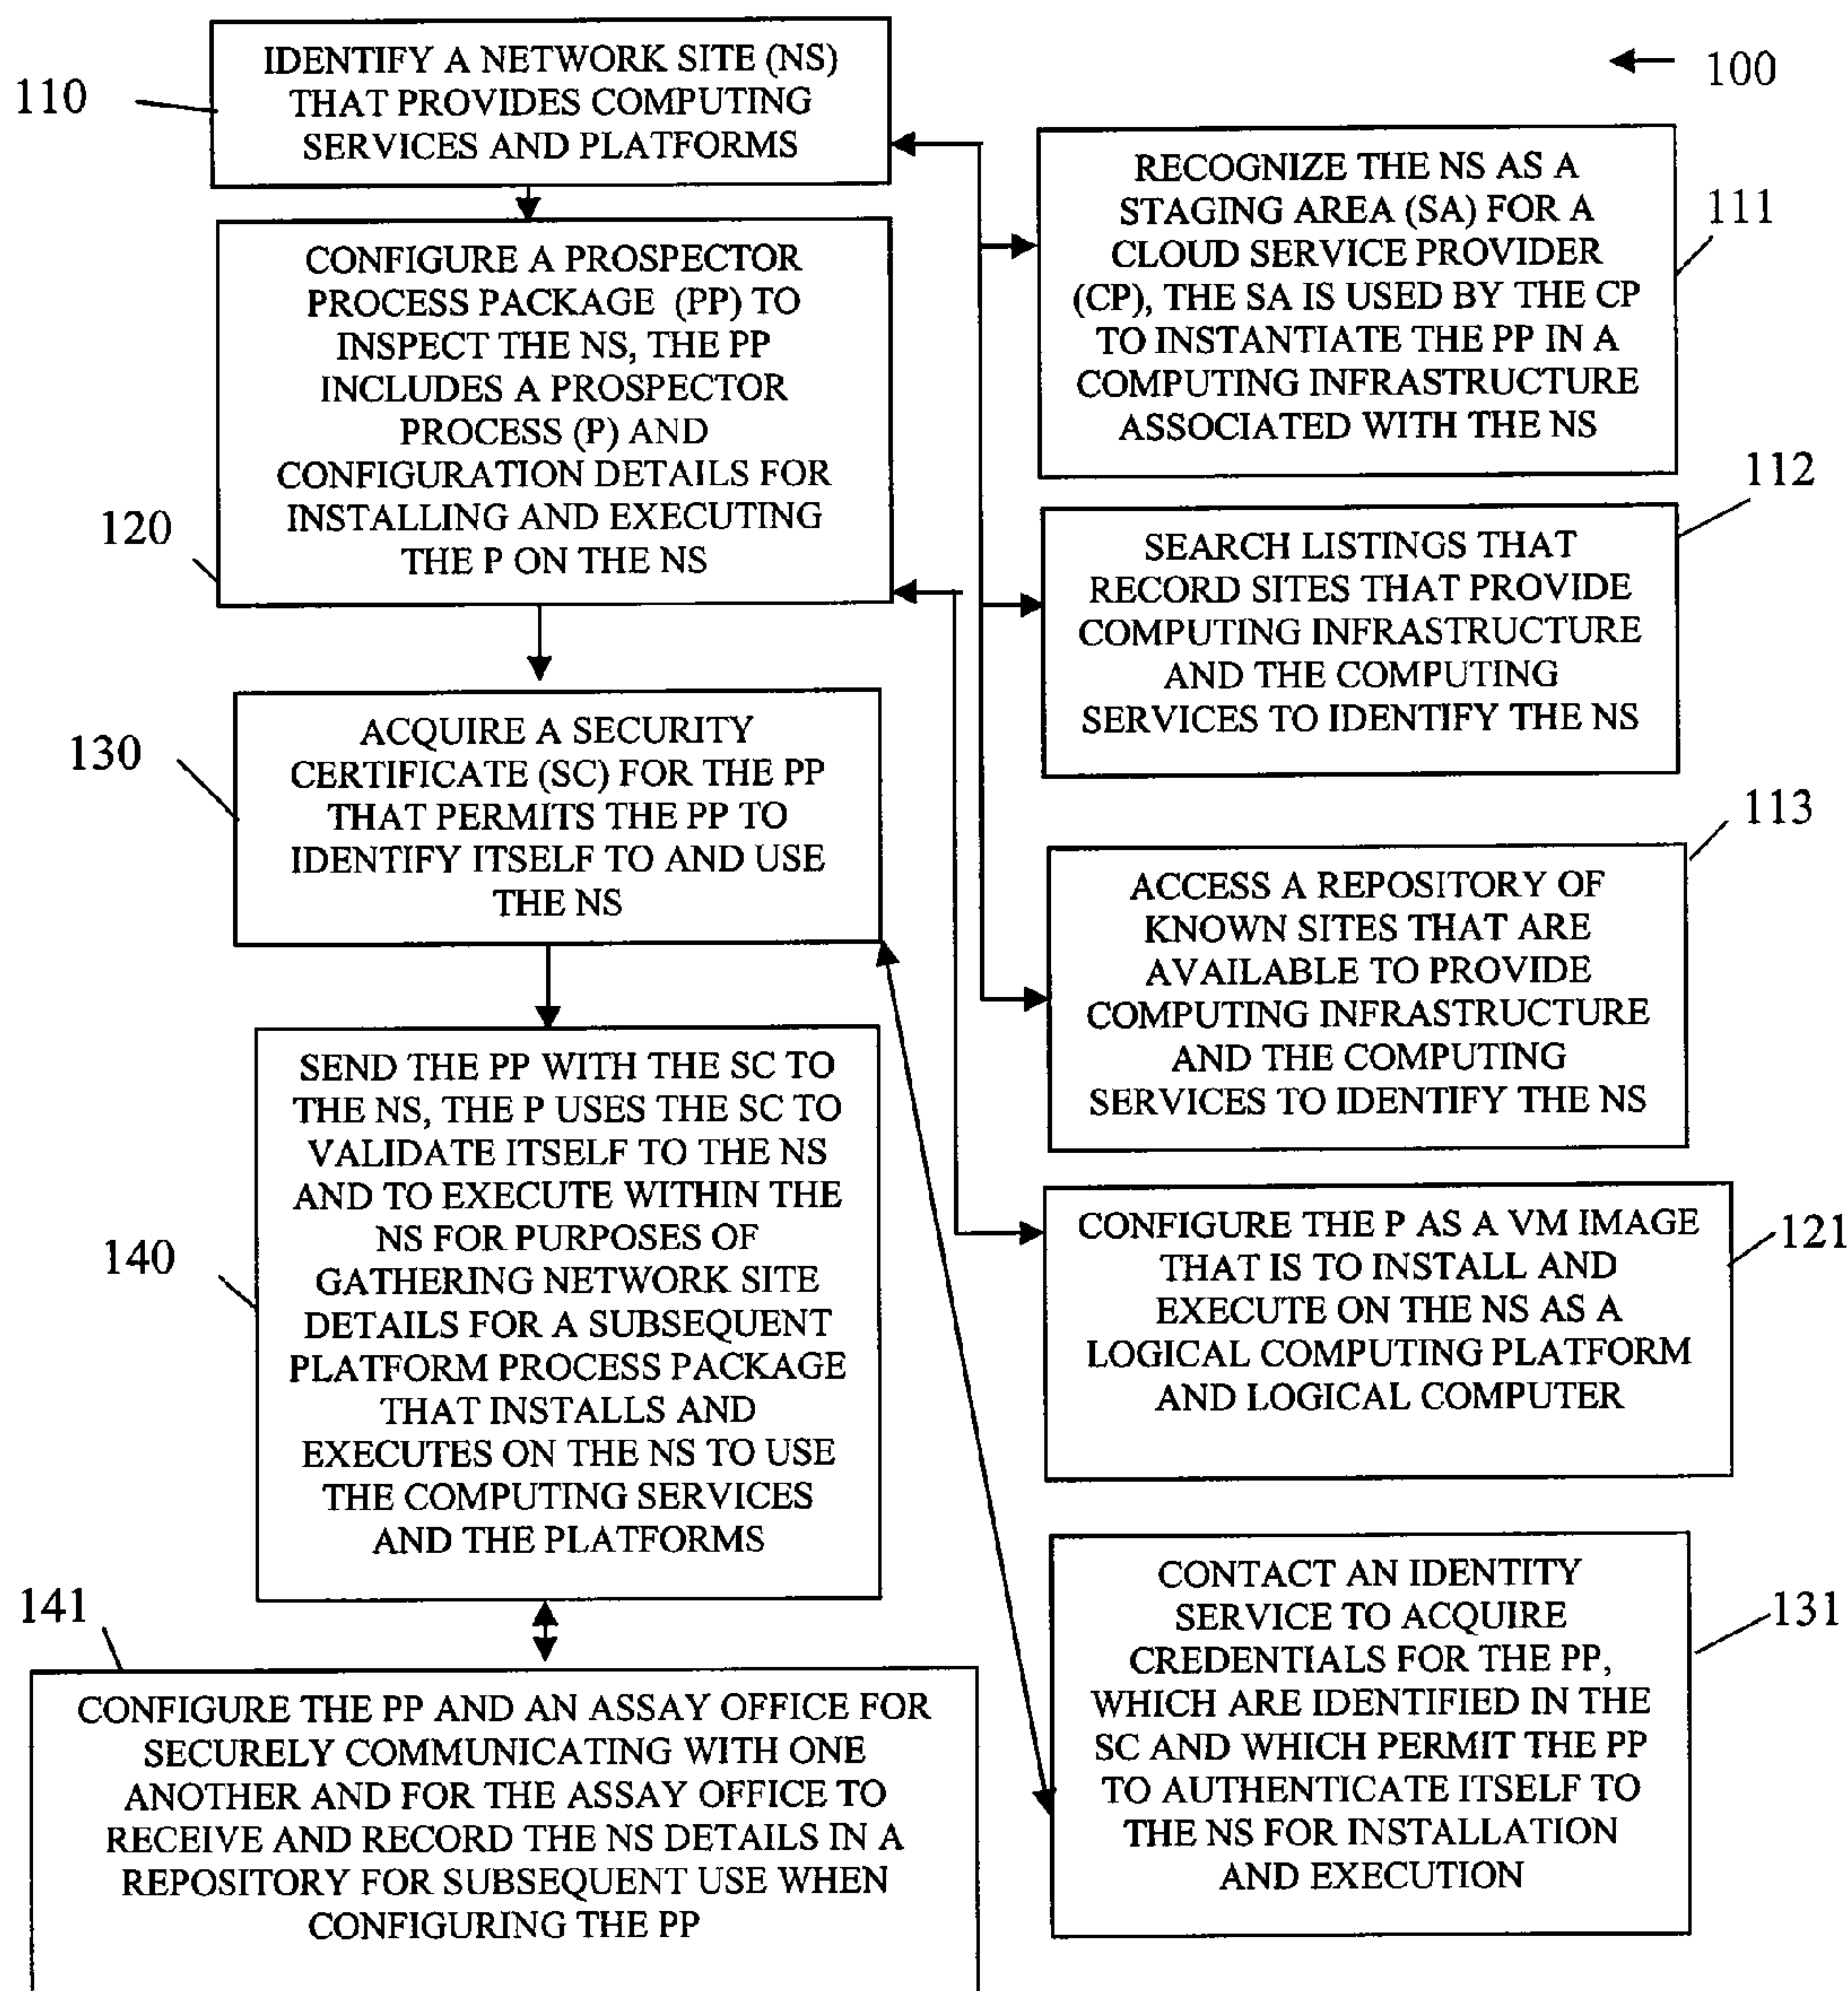 100
110
IDENTIFY A NETWORK SITE (NS)
THAT PROVIDES COMPUTING
SERVICES AND PLATFORMS
120
CONFIGURE A PROSPECTOR
PROCESS PACKAGE (PP) TO
INSPECT THE NS, THE PP
INCLUDES A PROSPECTOR
PROCESS (P) AND
CONFIGURATION DETAILS FOR
INSTALLING AND EXECUTING
THE P ON THE NS
130
ACQUIRE A SECURITY
CERTIFICATE (SC) FOR THE PP
THAT PERMITS THE PP TO
IDENTIFY ITSELF TO AND USE
THE NS
140
SEND THE PP WITH THE SC TO
THE NS, THE P USES THE SC TO
VALIDATE ITSELF TO THE NS
AND TO EXECUTE WITHIN THE
NS FOR PURPOSES OF
GATHERING NETWORK SITE
DETAILS FOR A SUBSEQUENT
PLATFORM PROCESS PACKAGE
THAT INSTALLS AND
EXECUTES ON THE NS TO USE
THE COMPUTING SERVICES
AND THE PLATFORMS
141
CONFIGURE THE PP AND AN ASSAY OFFICE FOR
SECURELY COMMUNICATING WITH ONE
ANOTHER AND FOR THE ASSAY OFFICE TO
RECEIVE AND RECORD THE NS DETAILS IN A
REPOSITORY FOR SUBSEQUENT USE WHEN
CONFIGURING THE PP
111
RECOGNIZE THE NS AS A
STAGING AREA (SA) FOR A
CLOUD SERVICE PROVIDER
(CP), THE SA IS USED BY THE CP
TO INSTANTIATE THE PP IN A
COMPUTING INFRASTRUCTURE
ASSOCIATED WITH THE NS
112
SEARCH LISTINGS THAT
RECORD SITES THAT PROVIDE
COMPUTING INFRASTRUCTURE
AND THE COMPUTING
SERVICES TO IDENTIFY THE NS
113
ACCESS A REPOSITORY OF
KNOWN SITES THAT ARE
AVAILABLE TO PROVIDE
COMPUTING INFRASTRUCTURE
AND THE COMPUTING
SERVICES TO IDENTIFY THE NS
121
CONFIGURE THE P AS A VM IMAGE
THAT IS TO INSTALL AND
EXECUTE ON THE NS AS A
LOGICAL COMPUTING PLATFORM
AND LOGICAL COMPUTER
131
CONTACT AN IDENTITY
SERVICE TO ACQUIRE
CREDENTIALS FOR THE PP,
WHICH ARE IDENTIFIED IN THE
SC AND WHICH PERMIT THE PP
TO AUTHENTICATE ITSELF TO
THE NS FOR INSTALLATION
AND EXECUTION